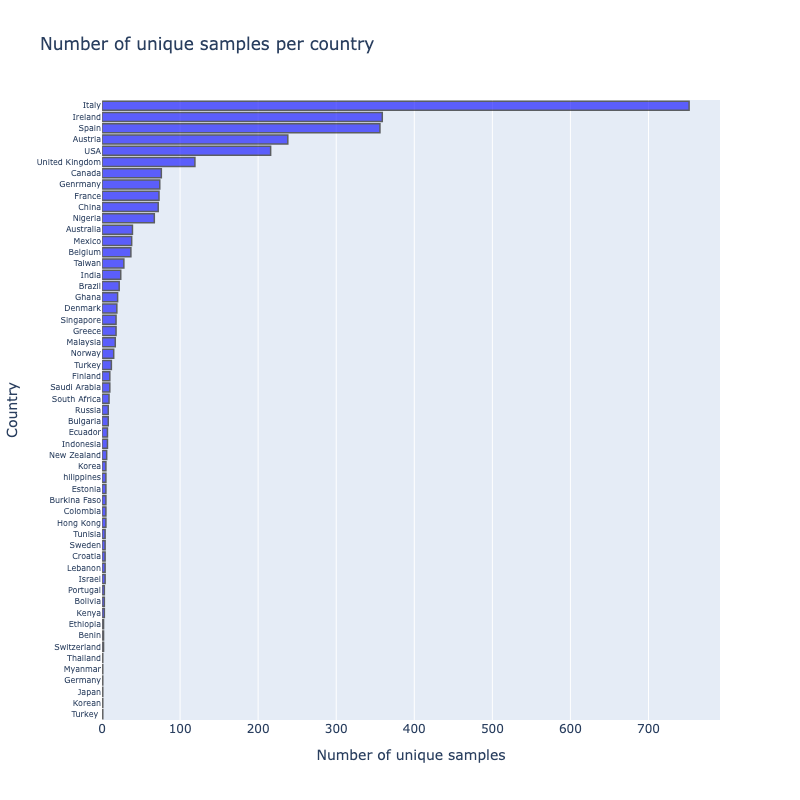 Number of unique samples per country
Italy
Ireland
Spain
Austria
USA
United Kingdom
Canada
Genrmany
France
China
Nigeria
Australia
Mexico
Belgium
Taiwan
India
Brazil
Ghana
Denmark
Singapore
Greece
Malaysia
Norway
Turkey
Finland
Saudi Arabia
South Africa
Russia
Bulgaria
Ecuador
Indonesia
New Zealand
Korea
hilippines
Estonia
Burkina Faso
Colombia
Hong Kong
Tunisia
Sweden
Croatia
Lebanon
Israel
Portugal
Bolivia
Kenya
Ethiopia
Benin
Switzerland
Thailand
Myanmar
Germany
Japan
Korean
Turkey
Country
0 100 200 300 400 500 600 700
Number of unique samples